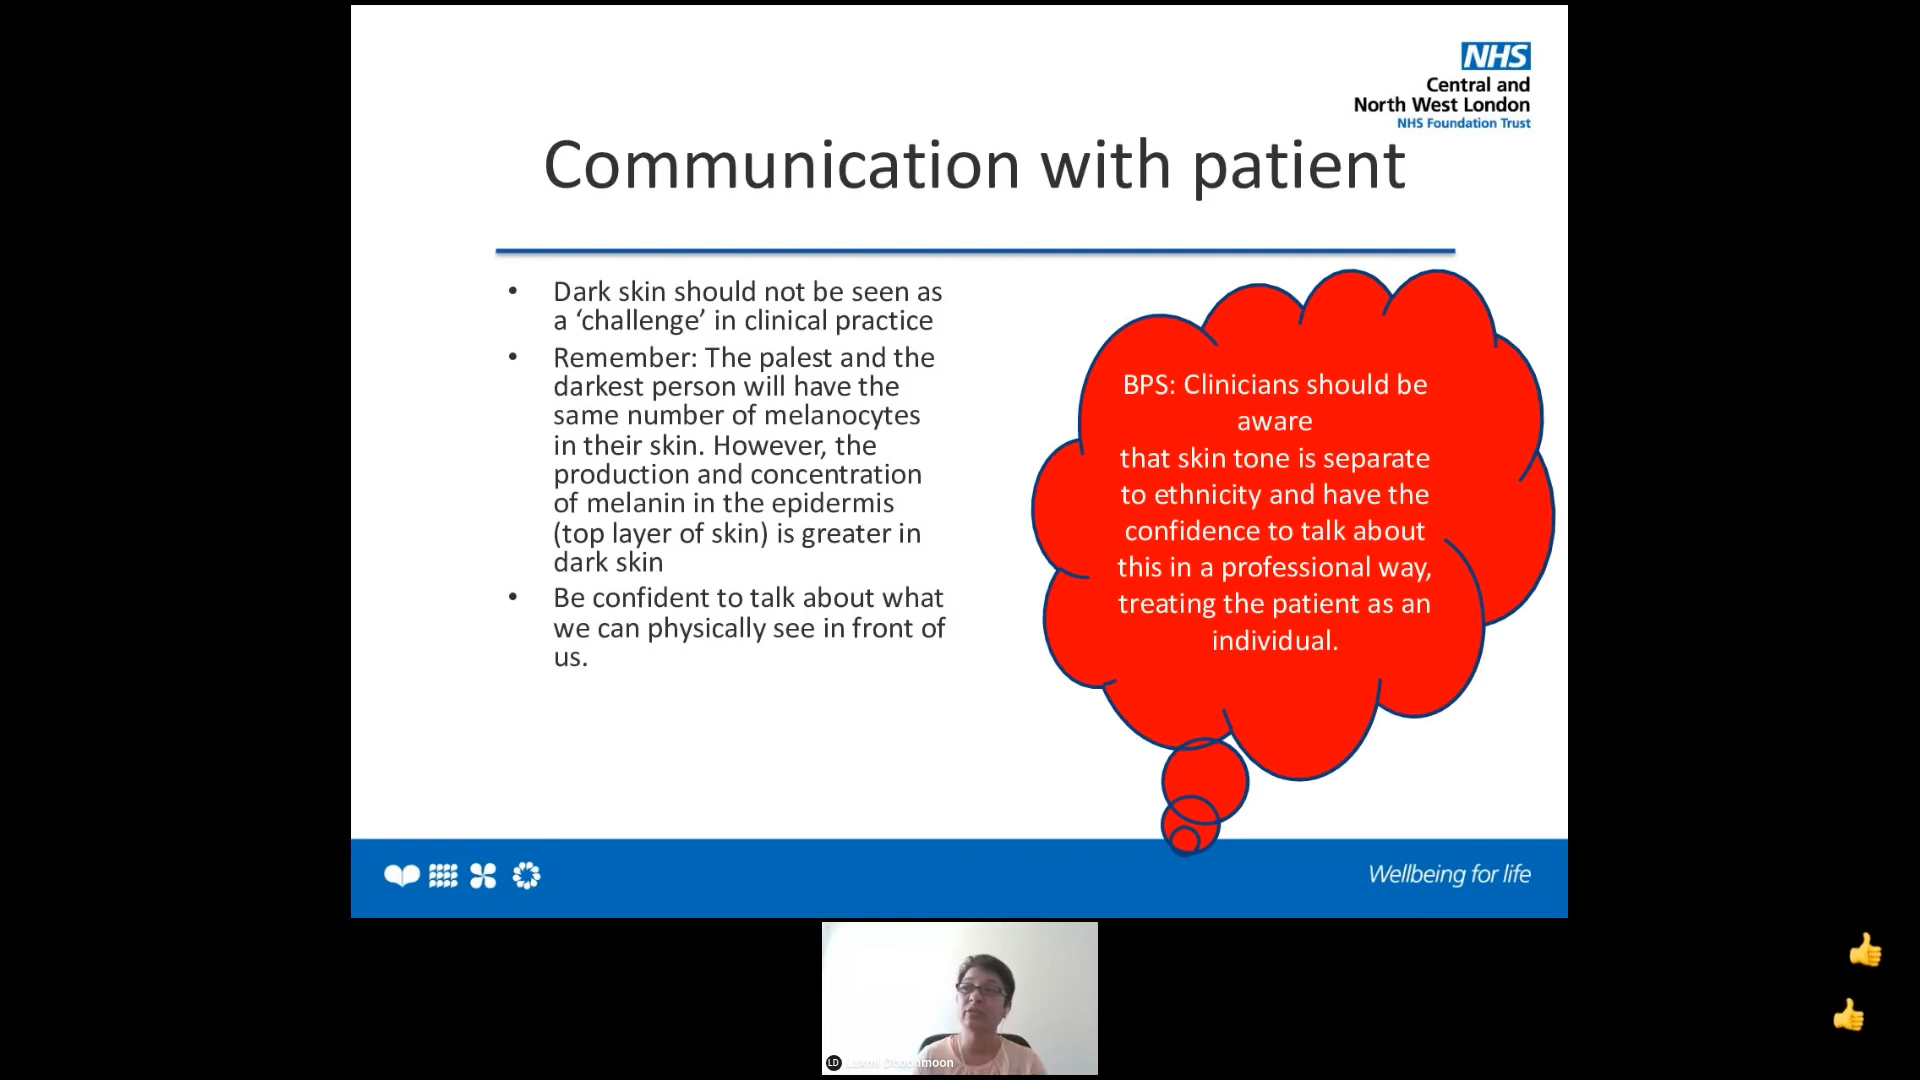 NHS
Central and
North West London
NHS Foundation Trust
Communication with patient
• Dark skin should not be seen as
a ‘challenge’ in clinical practice
• Remember: The palest and the
darkest person will have the
same number of melanocytes
in their skin. However, the
production and concentration
of melanin in the epidermis
(top layer of skin) is greater in
dark skin
• Be confident to talk about what
we can physically see in front of
us.
BPS: Clinicians should be
aware
that skin tone is separate
to ethnicity and have the
confidence to talk about
this in a professional way,
treating the patient as an
individual.
Wellbeing for life
LD Luxmi Dhoonmoon